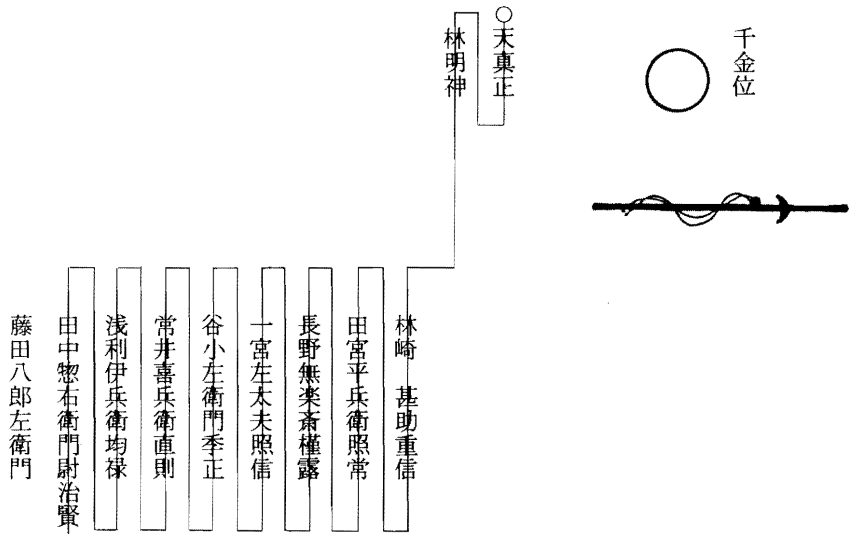 千金位
天真正
林明神
林崎 甚助重信
田宮平兵衛照常
長野無楽斎槿露
一宮左太夫照信
谷小左衛門季正
常井喜兵衛直則
浅利伊兵衛均禄
田中惣右衛門尉治賢
藤田八郎左衛門